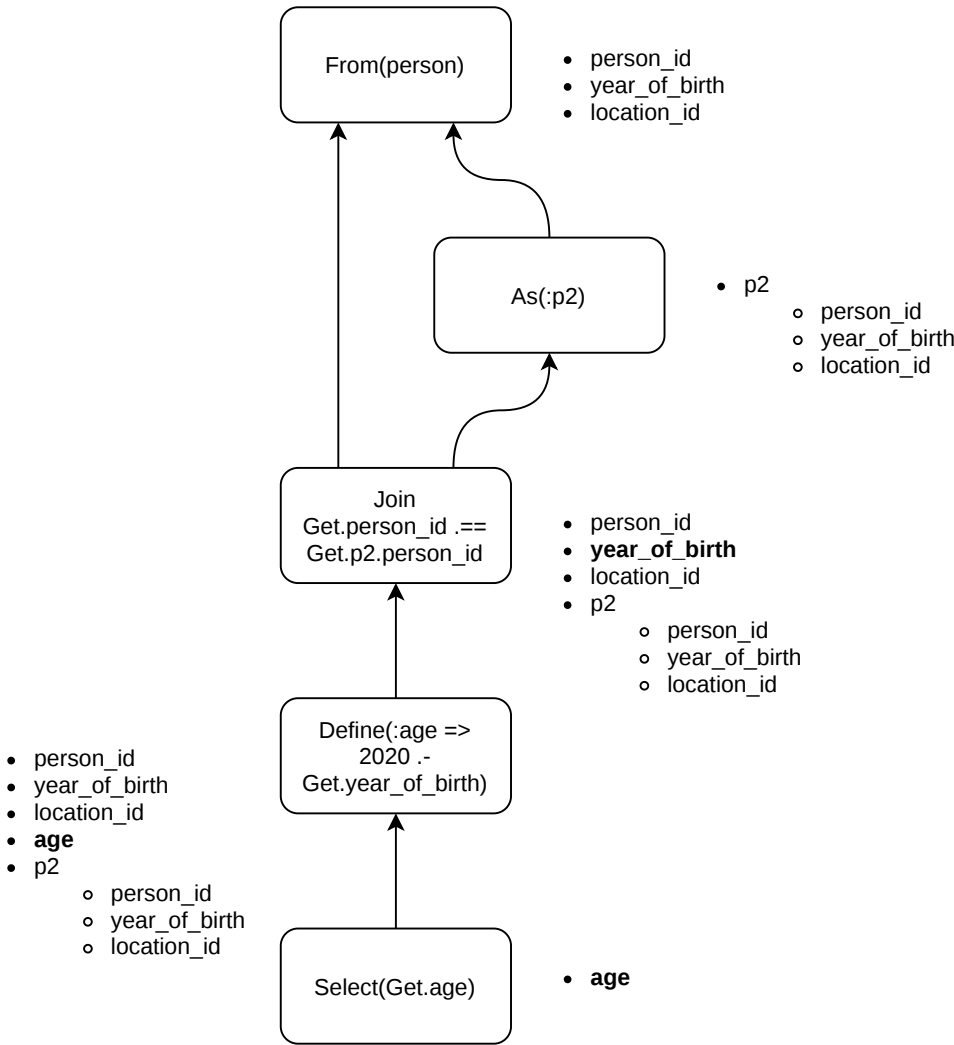 From(person)
person_id
year_of_birth
location_id
As(:p2)
p2
person_id
year_of_birth
location_id
Join
Get.person_id .==
Get.p2.person_id
person_id
year_of_birth
location_id
p2
person_id
year_of_birth
location_id
Define(:age =>
2020 .-
Get.year_of_birth)
person_id
year_of_birth
location_id
age
p2
person_id
year_of_birth
location_id
Select(Get.age)
age